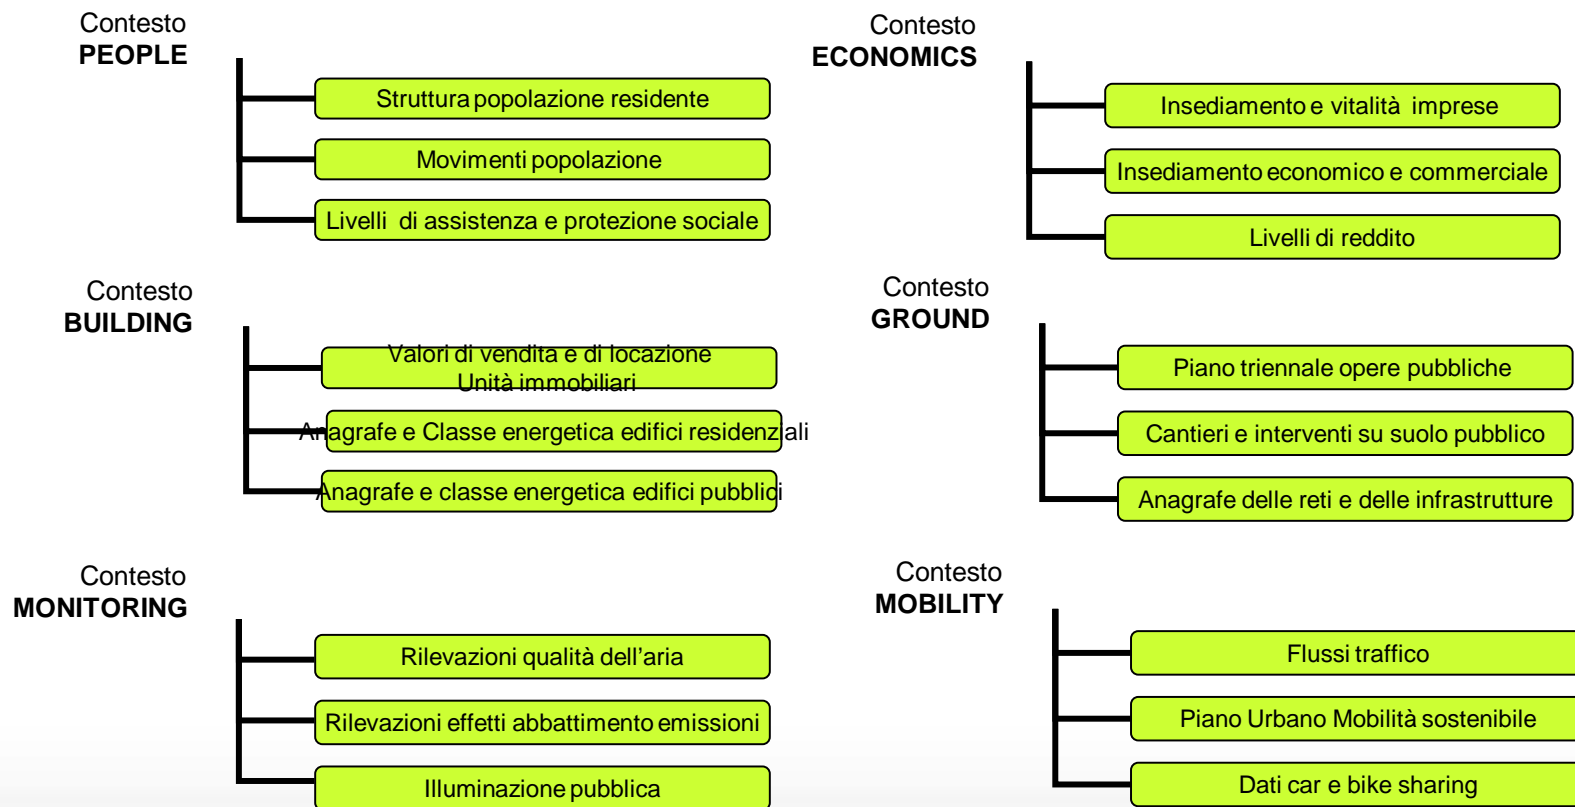 Contesto
PEOPLE
Struttura popolazione residente
Movimenti popolazione
Livelli di assistenza e protezione sociale
Contesto
ECONOMICS
Insediamento e vitalità imprese
Insediamento economico e commerciale
Livelli di reddito
Contesto
BUILDING
Valori di vendita e di locazione
Unità immobiliari
Anagrafe e Classe energetica edifici residenziali
Anagrafe e classe energetica edifici pubblici
Contesto
GROUND
Piano triennale opere pubbliche
Cantieri e interventi su suolo pubblico
Anagrafe delle reti e delle infrastrutture
Contesto
MONITORING
Rilevazioni qualità dell’aria
Rilevazioni effetti abbattimento emissioni
Illuminazione pubblica
Contesto
MOBILITY
Flussi traffico
Piano Urbano Mobilità sostenibile
Dati car e bike sharing